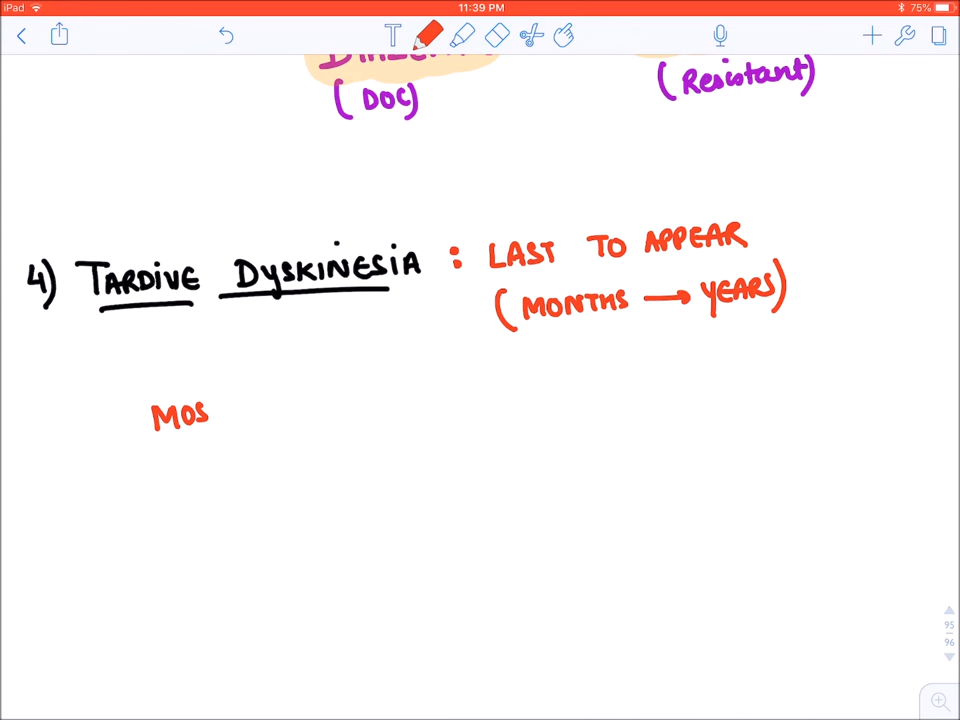 iPad 11:39 PM 75%
T
(DOC) (Resistant)
4) TARDIVE DYSKINESIA : LAST TO APPEAR
(MONTHS → YEARS)
MOS
95
96